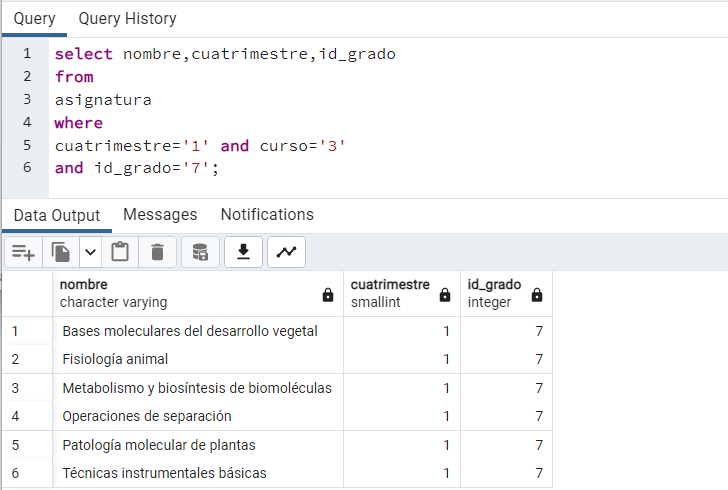 Query Query History
1 select nombre,cuatrimestre,id_grado
2 from
3 asignatura
4 where
5 cuatrimestre='1' and curso='3'
6 and id_grado='7';
Data Output Messages Notifications
nombre cuatrimestre id_grado
character varying smallint integer
1 Bases moleculares del desarrollo vegetal 1 7
2 Fisiología animal 1 7
3 Metabolismo y biosíntesis de biomoléculas 1 7
4 Operaciones de separación 1 7
5 Patología molecular de plantas 1 7
6 Técnicas instrumentales básicas 1 7